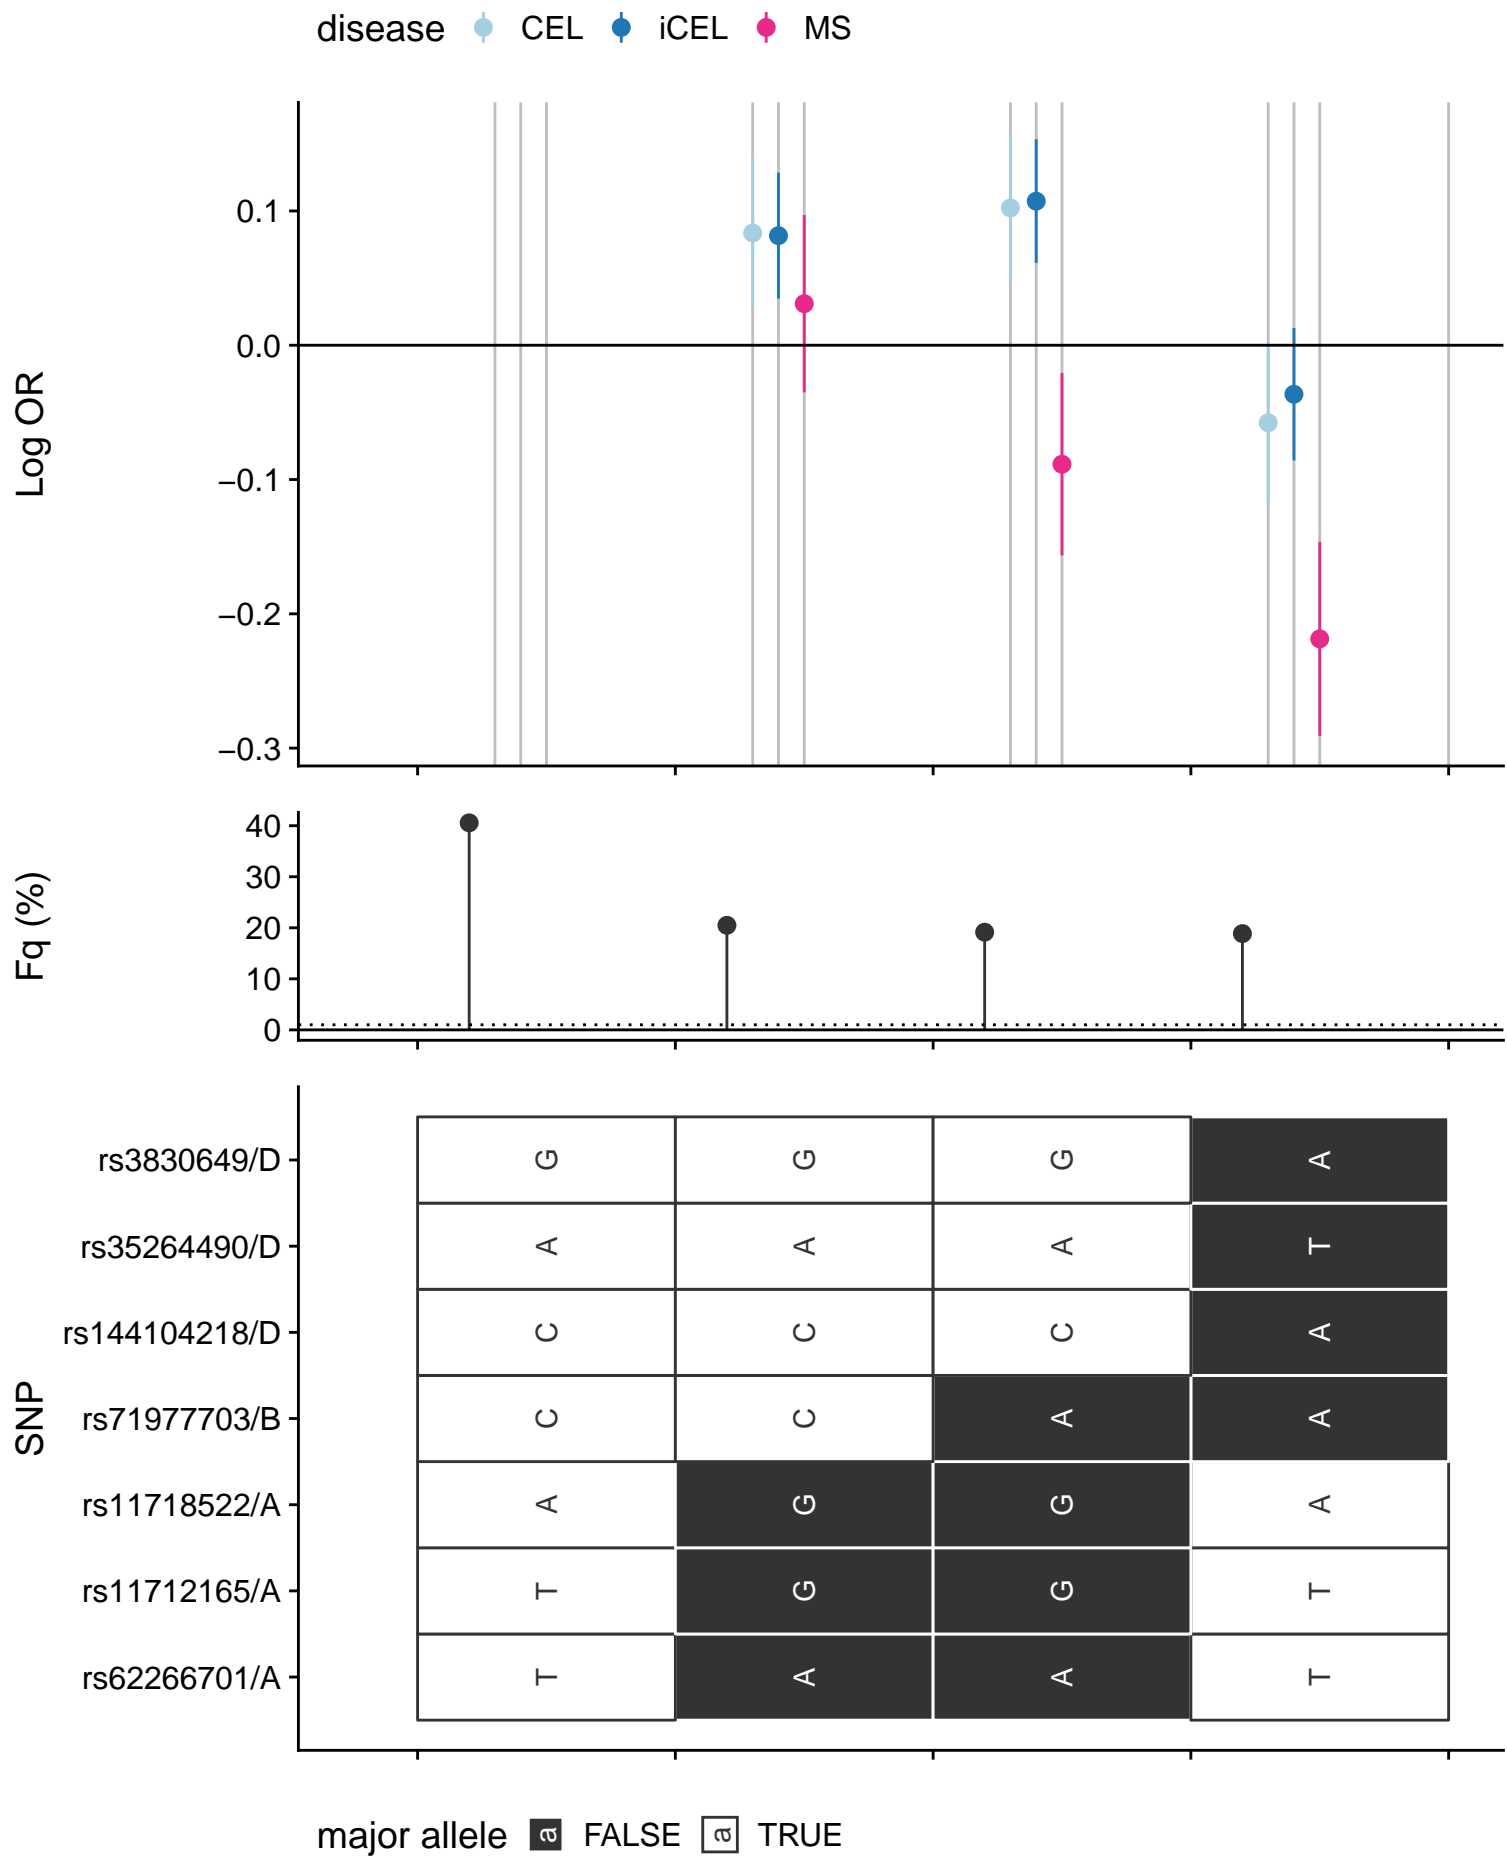 disease CEL iCEL MS
Log OR
0.1
0.0
−0.1
−0.2
−0.3
Fq (%)
40
30
20
10
0
SNP
rs3830649/D G G G A
rs35264490/D A A A T
rs144104218/D C C C A
rs71977703/B C C A A
rs11718522/A A G G A
rs11712165/A T G G T
rs62266701/A T A A T
major allele a FALSE a TRUE